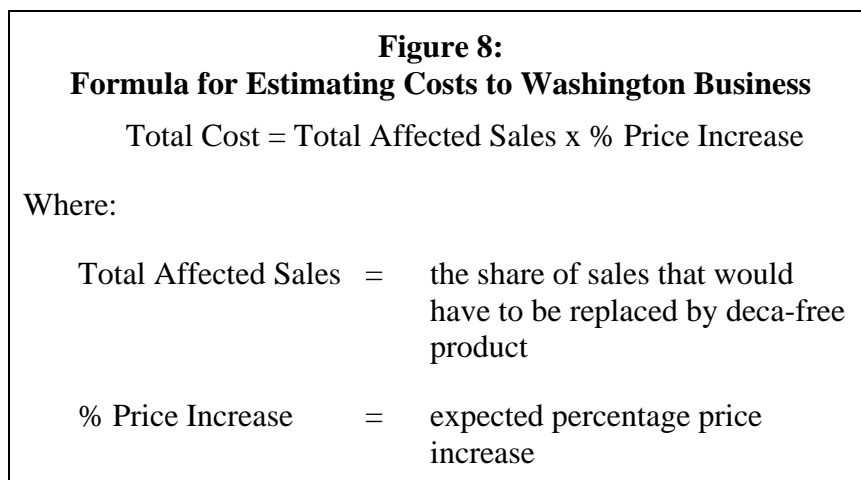 Figure 8:
Formula for Estimating Costs to Washington Business
Total Cost = Total Affected Sales x % Price Increase
Where:
Total Affected Sales = the share of sales that would
have to be replaced by deca-free
product
% Price Increase = expected percentage price
increase